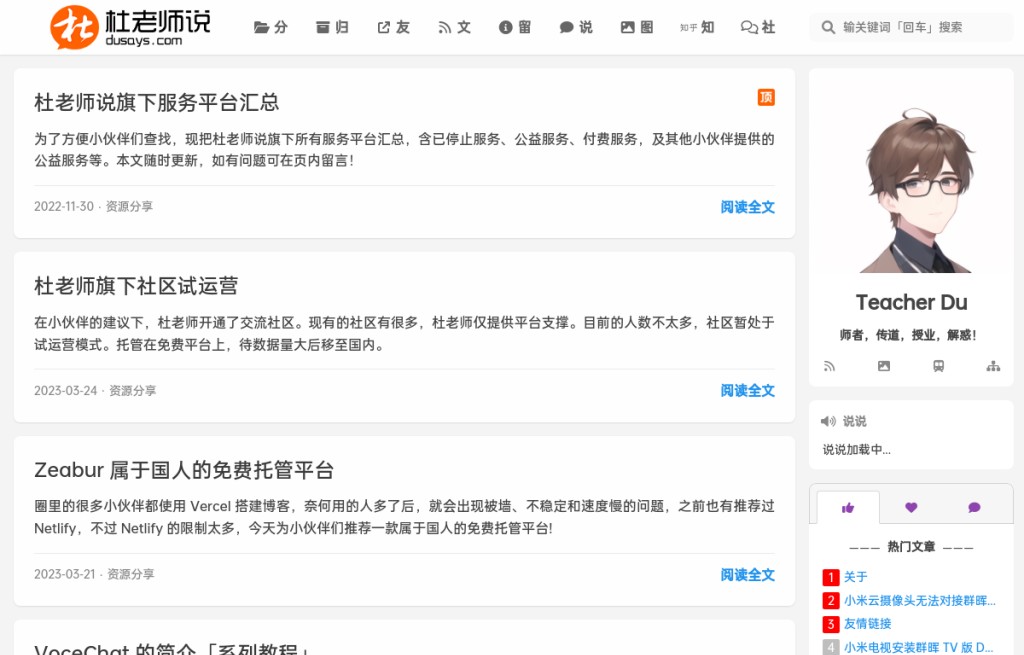 杜老师说
dusays.com
分
归
友
文
留
说
图
知乎 知
社
输关键词「回车」搜索
杜老师说旗下服务平台汇总
顶
为了方便小伙伴们查找，现把杜老师说旗下所有服务平台汇总，含已停止服务、公益服务、付费服务，及其他小伙伴提供的
公益服务等。本文随时更新，如有问题可在页内留言！
2022-11-30 · 资源分享
阅读全文
杜老师旗下社区试运营
在小伙伴的建议下，杜老师开通了交流社区。现有的社区有很多，杜老师仅提供平台支撑。目前的人数不太多，社区暂处于
试运营模式。托管在免费平台上，待数据量大后移至国内。
2023-03-24 · 资源分享
阅读全文
Zeabur 属于国人的免费托管平台
圈里的很多小伙伴都使用 Vercel 搭建博客，奈何用的人多了后，就会出现被墙、不稳定和速度慢的问题，之前也有推荐过
Netlify，不过 Netlify 的限制太多，今天为小伙伴们推荐一款属于国人的免费托管平台!
2023-03-21 · 资源分享
阅读全文
VoceChat 的简介「系列教程」
Teacher Du
师者，传道，授业，解惑！
说说
说说加载中...
——— 热门文章 ———
1 关于
2 小米云摄像头无法对接群晖...
3 友情链接
4 小米电视安装群晖 TV 版 D...